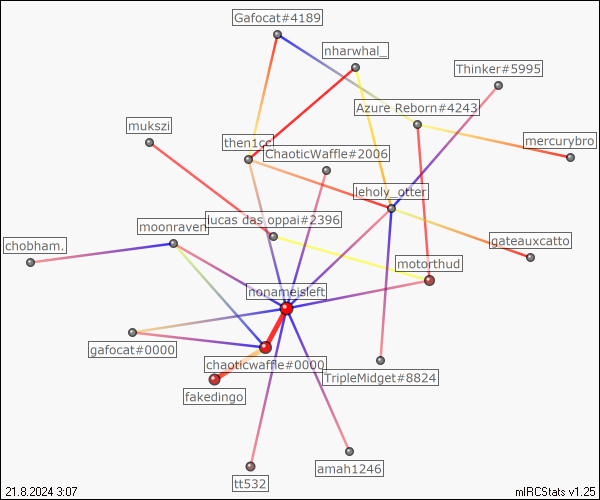 Gafocat#4189
nharwhal_
Thinker#5995
Azure Reborn#4243
mukszi
then1cc
mercurybro
ChaoticWaffle#2006
leholy_otter
lucas das oppai#2396
moonraven
chobham.
gateauxcatto
motorthud
nonameisleft
gafocat#0000
chaoticwaffle#0000
TripleMidget#8824
fakedingo
amah1246
tt532
21.8.2024 3:07
mIRCStats v1.25